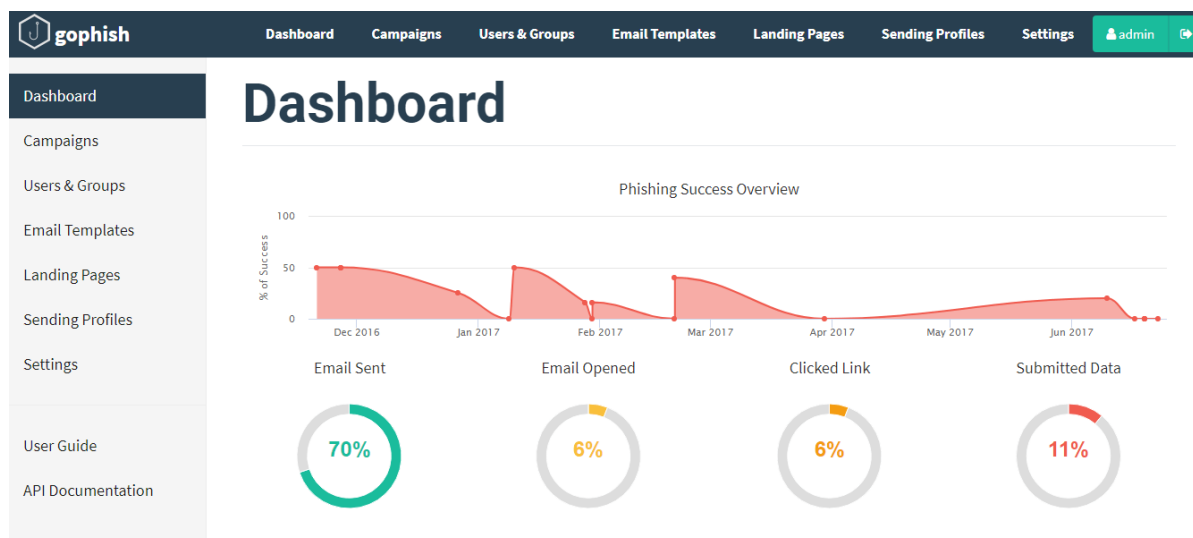 gophish
Dashboard Campaigns Users & Groups Email Templates Landing Pages Sending Profiles Settings admin
Dashboard
Campaigns
Users & Groups
Email Templates
Landing Pages
Sending Profiles
Settings
User Guide
API Documentation
Dashboard
Phishing Success Overview
% of Success
100
50
0
Dec 2016 Jan 2017 Feb 2017 Mar 2017 Apr 2017 May 2017 Jun 2017
Email Sent Email Opened Clicked Link Submitted Data
70% 6% 6% 11%